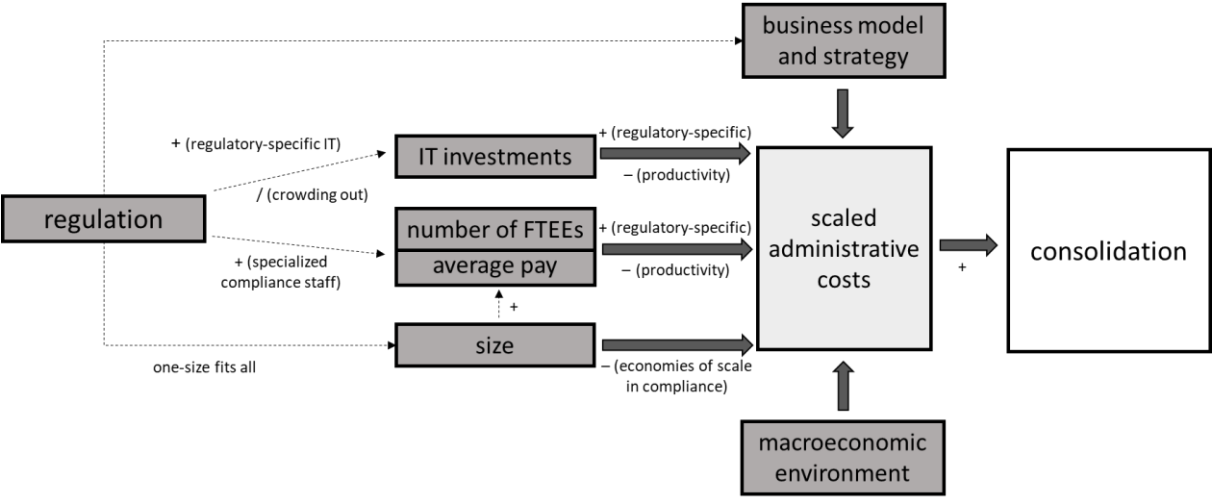 business model
and strategy
+ (regulatory-specific IT)
/ (crowding out)
IT investments
+ (regulatory-specific)
– (productivity)
regulation
+ (specialized
compliance staff)
number of FTEEs
average pay
+ (regulatory-specific)
– (productivity)
scaled
administrative
costs
+
consolidation
+
one-size fits all
size
– (economies of scale
in compliance)
macroeconomic
environment